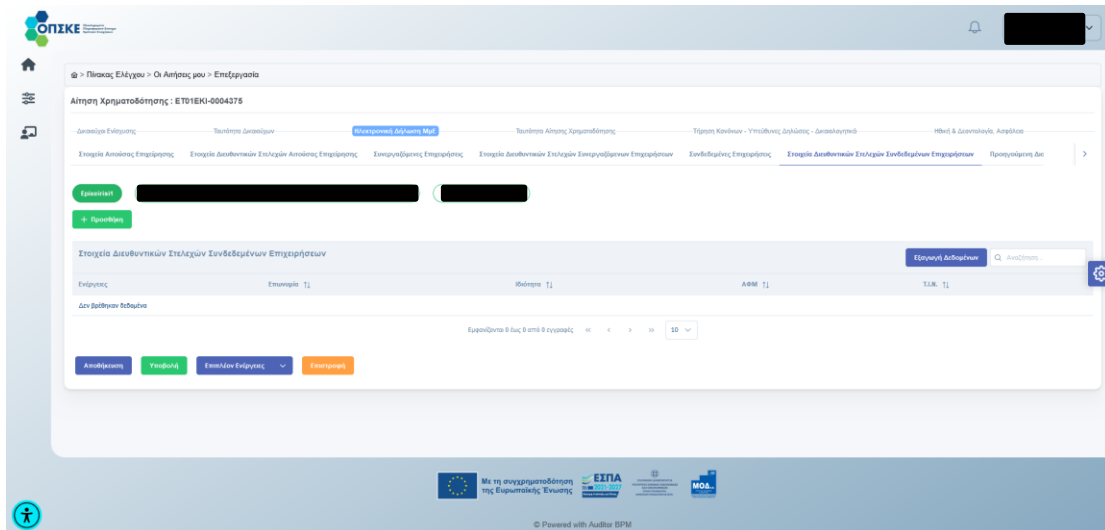 ΟΠΣΚΕ
> Πίνακας Ελέγχου > Οι Αιτήσεις μου > Επεξεργασία
Αίτηση Χρηματοδότησης : ET01EKI-0004375
Δικαιούχοι Ενίσχυσης Ταυτότητα Δικαιούχων Ηλεκτρονική Δήλωση ΜμΕ Ταυτότητα Αίτησης Χρηματοδότησης Τήρηση Κανόνων - Υπεύθυνες Δηλώσεις - Δικαιολογητικά Ηθική & Δεοντολογία, Ασφάλεια
Στοιχεία Αιτούσας Επιχείρησης Στοιχεία Διευθυντικών Στελεχών Αιτούσας Επιχείρησης Συνεργαζόμενες Επιχειρήσεις Στοιχεία Διευθυντικών Στελεχών Συνεργαζόμενων Επιχειρήσεων Συνδεδεμένες Επιχειρήσεις Στοιχεία Διευθυντικών Στελεχών Συνδεδεμένων Επιχειρήσεων Προηγούμενη Διο
+ Προσθήκη
Στοιχεία Διευθυντικών Στελεχών Συνδεδεμένων Επιχειρήσεων Εξαγωγή Δεδομένων Αναζήτηση...
Ενέργειες Επωνυμία Ιδιότητα ΑΦΜ Τ.Ι.Κ.
Δεν βρέθηκαν δεδομένα
Εμφανίζονται 0 έως 0 από 0 εγγραφές 10
Αποθήκευση Υποβολή Επιπλέον Ενέργειες Επιστροφή
Με τη συγχρηματοδότηση ΕΣΠΑ
της Ευρωπαϊκής Ένωσης 2021-2027 ΜΟΔ
© Powered with Auditor BPM